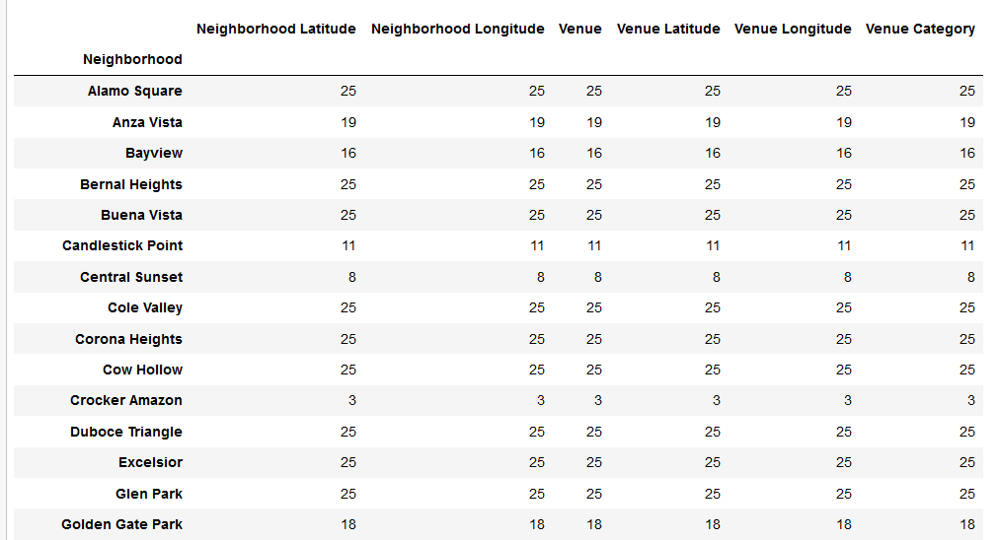 Neighborhood Latitude Neighborhood Longitude Venue Venue Latitude Venue Longitude Venue Category
Neighborhood
Alamo Square 25 25 25 25 25 25
Anza Vista 19 19 19 19 19 19
Bayview 16 16 16 16 16 16
Bernal Heights 25 25 25 25 25 25
Buena Vista 25 25 25 25 25 25
Candlestick Point 11 11 11 11 11 11
Central Sunset 8 8 8 8 8 8
Cole Valley 25 25 25 25 25 25
Corona Heights 25 25 25 25 25 25
Cow Hollow 25 25 25 25 25 25
Crocker Amazon 3 3 3 3 3 3
Duboce Triangle 25 25 25 25 25 25
Excelsior 25 25 25 25 25 25
Glen Park 25 25 25 25 25 25
Golden Gate Park 18 18 18 18 18 18